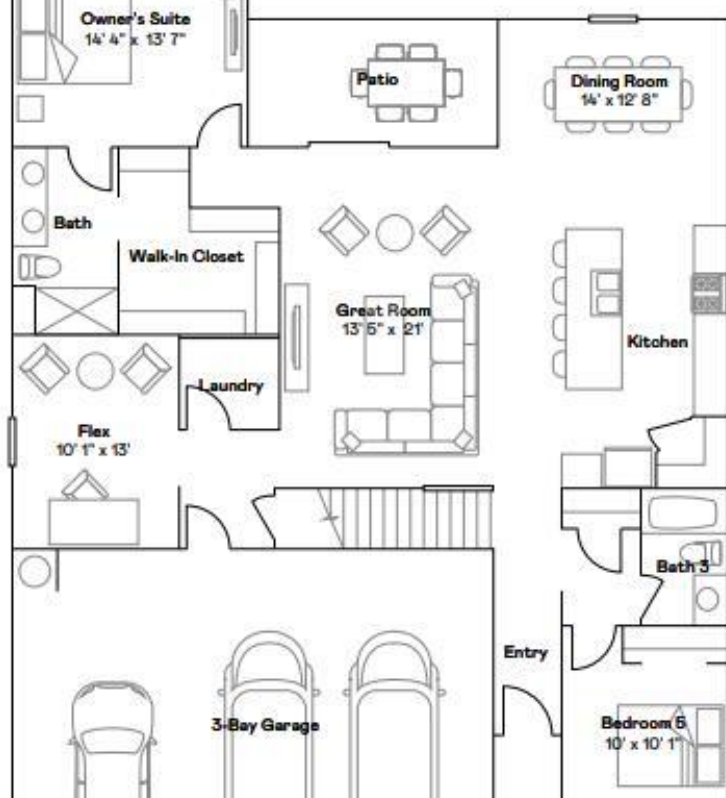 Owner's Suite
14' 4" x 13' 7"
Patio
Dining Room
14' x 12' 8"
Bath
Walk-In Closet
Great Room
13' 5" x 21'
Kitchen
Laundry
Flex
10' 1" x 13'
Bath 3
Entry
3-Bay Garage
Bedroom 5
10' x 10' 1"